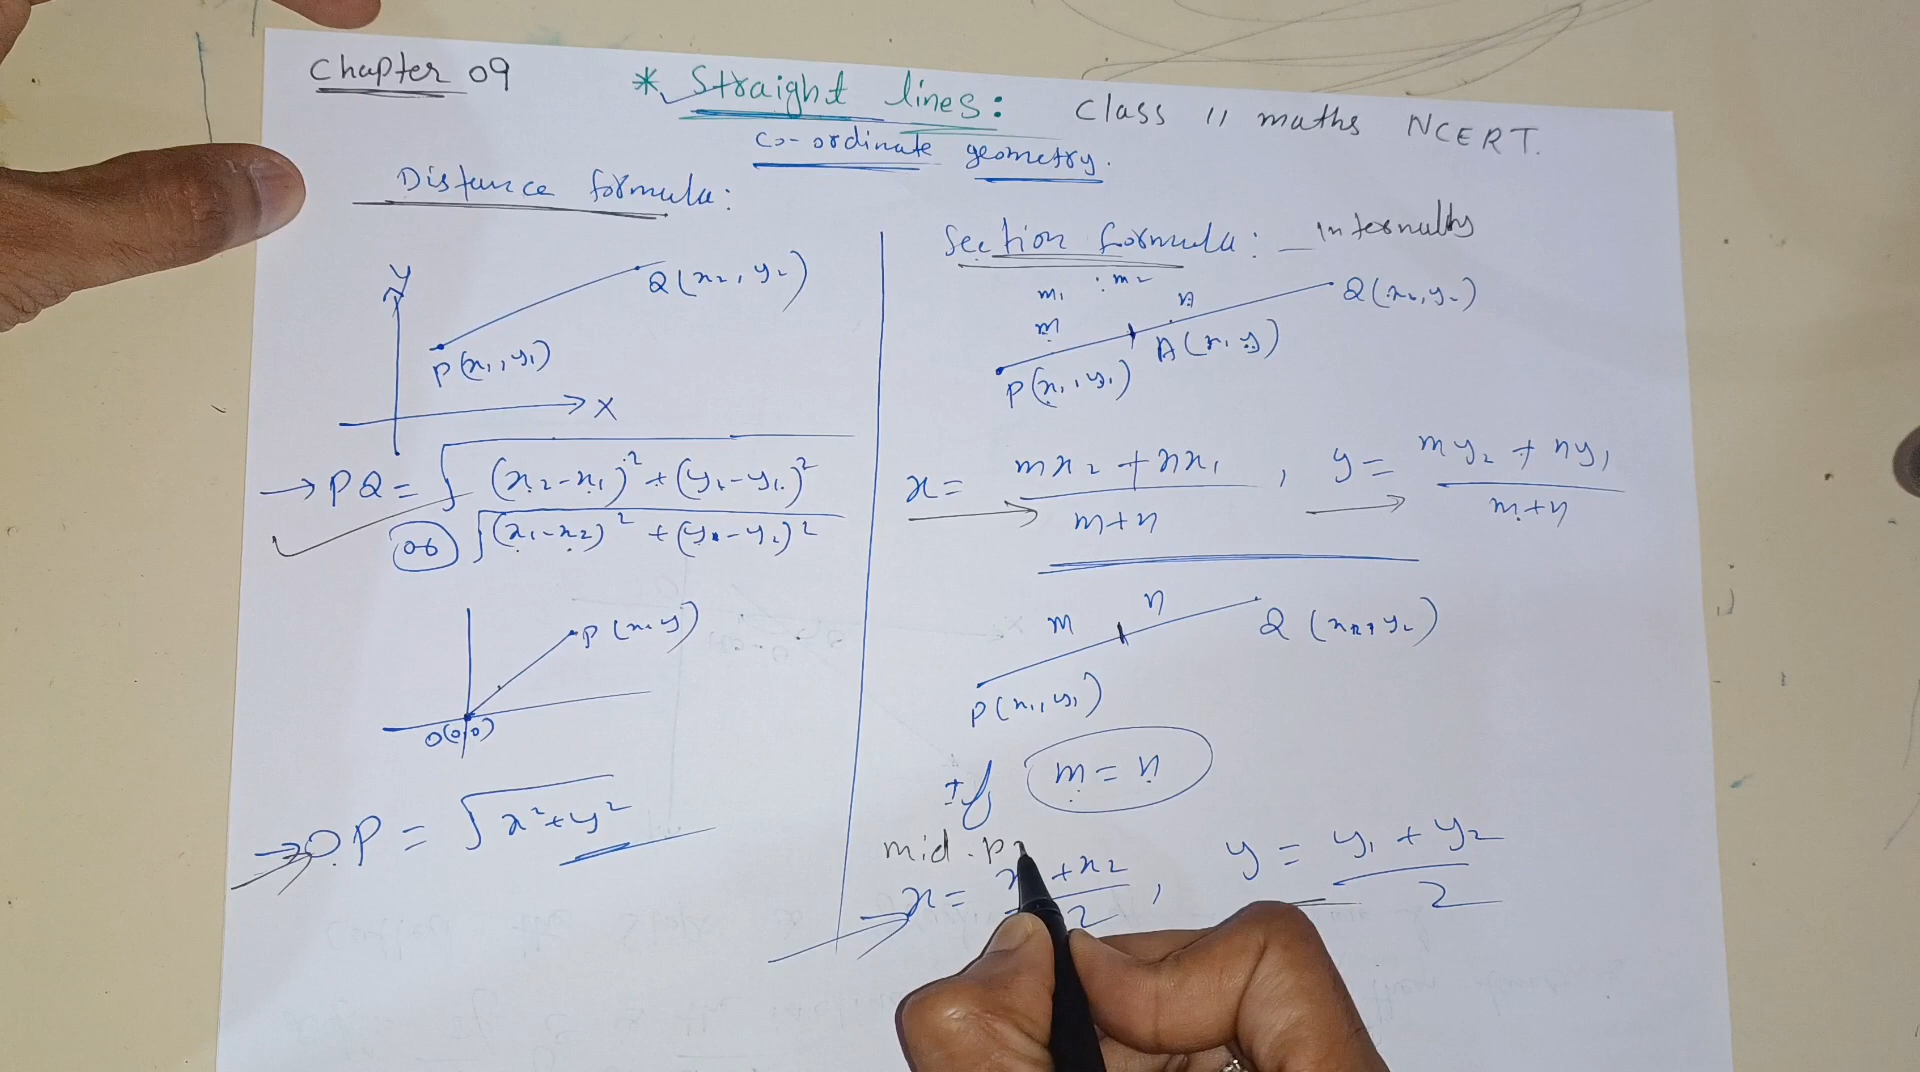 Chapter 09
* Straight lines: Class 11 maths NCERT.
co-ordinate geometry.
Distance formula:
Y
Q(x₂, y₂)
P(x₁, y₁)
X
→ PQ = √(x₂-x₁)² + (y₂-y₁)²
(or) √(x₁-x₂)² + (y₁-y₂)²
P(x,y)
O(0,0)
→ OP = √x²+y²
Section formula: internally
m₁ : m₂
m n
Q(x₂, y₂)
A(x, y)
P(x₁, y₁)
x = mx₂ + nx₁ / m+n , y = my₂ + ny₁ / m+n
m n
Q(x₂, y₂)
P(x₁, y₁)
If m = n
mid.
x = +x₂ / 2 , y = y₁ + y₂ / 2